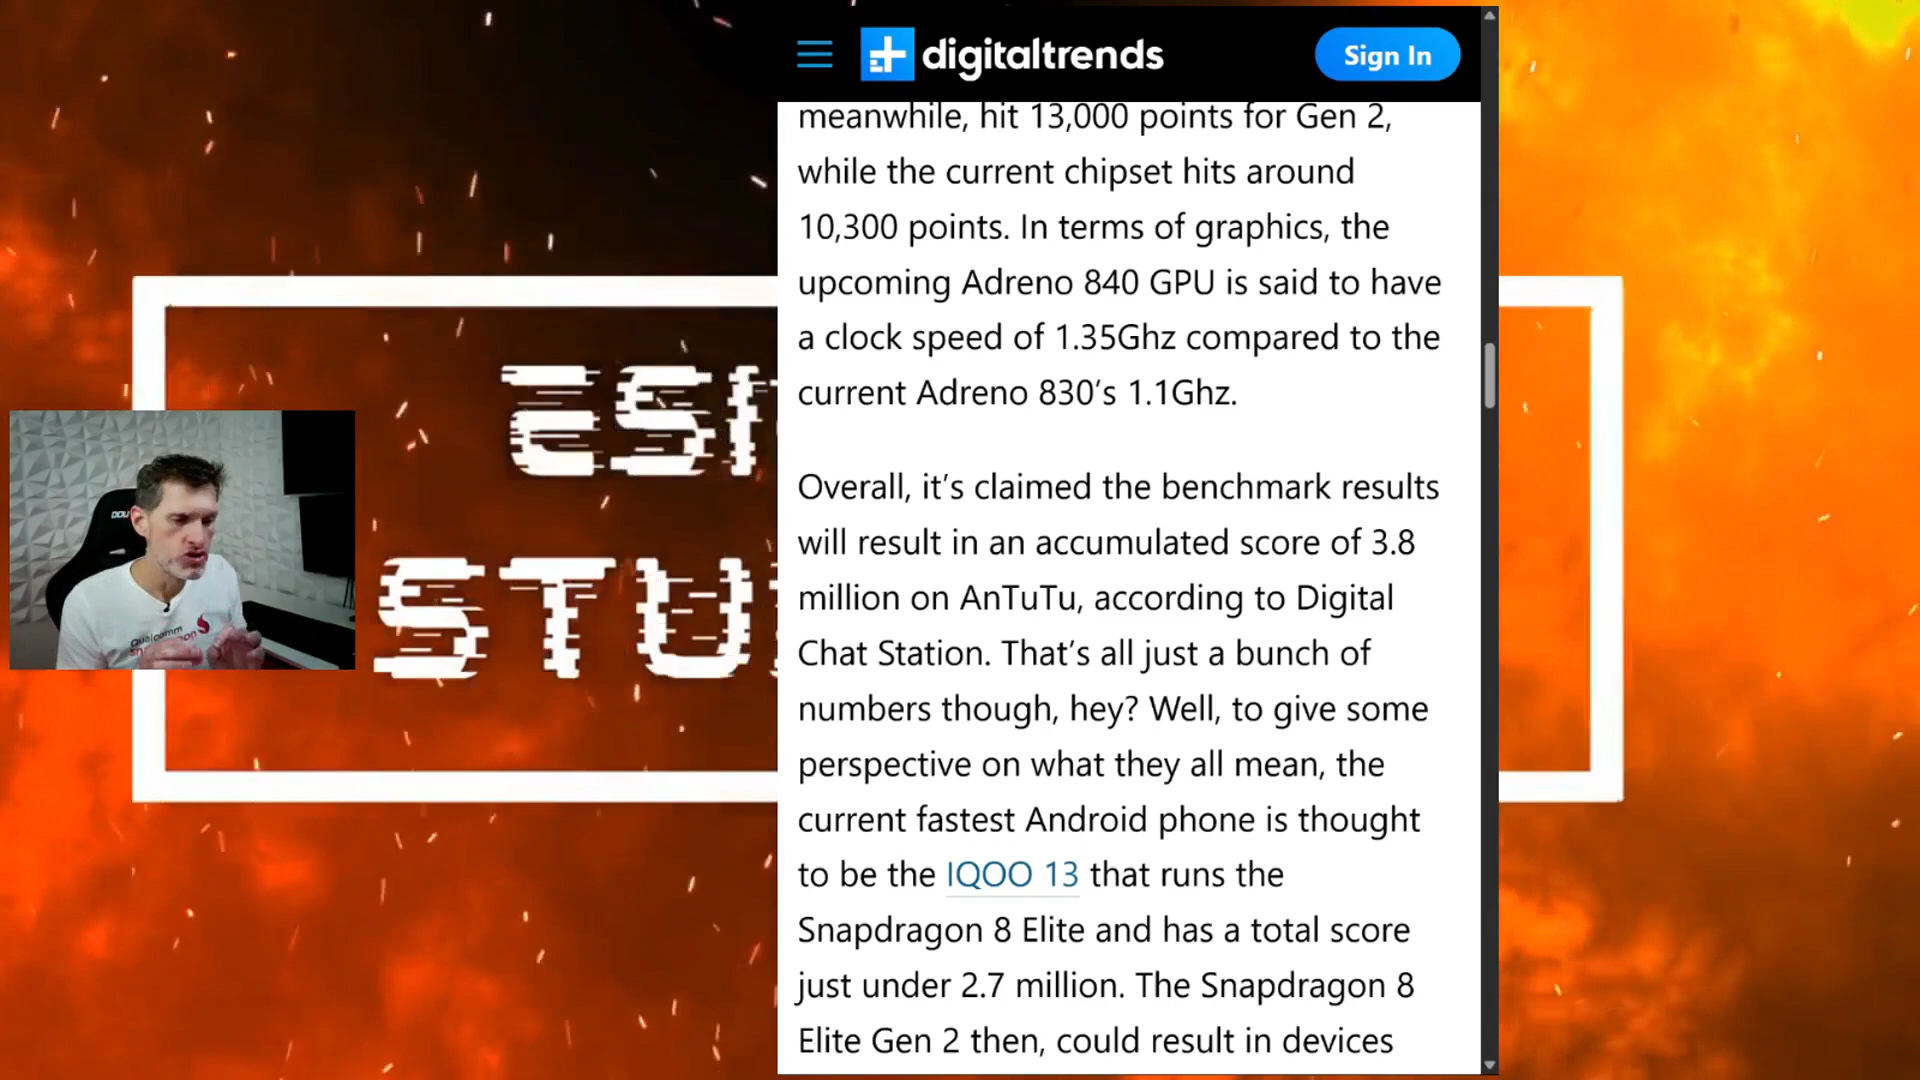 digitaltrends
Sign In
meanwhile, hit 13,000 points for Gen 2,
while the current chipset hits around
10,300 points. In terms of graphics, the
upcoming Adreno 840 GPU is said to have
a clock speed of 1.35Ghz compared to the
current Adreno 830’s 1.1Ghz.
Overall, it’s claimed the benchmark results
will result in an accumulated score of 3.8
million on AnTuTu, according to Digital
Chat Station. That’s all just a bunch of
numbers though, hey? Well, to give some
perspective on what they all mean, the
current fastest Android phone is thought
to be the IQOO 13 that runs the
Snapdragon 8 Elite and has a total score
just under 2.7 million. The Snapdragon 8
Elite Gen 2 then, could result in devices
STU
Qualcomm